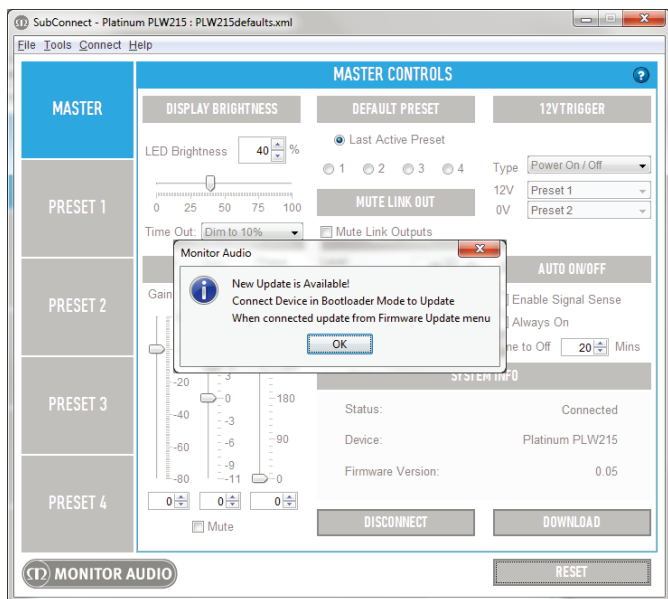 SubConnect - Platinum PLW215 : PLW215defaults.xml
File Tools Connect Help
MASTER
PRESET 1
PRESET 2
PRESET 3
PRESET 4
MASTER CONTROLS
?
DISPLAY BRIGHTNESS
LED Brightness 40 %
0 25 50 75 100
Time Out: Dim to 10%
DEFAULT PRESET
Last Active Preset
1 2 3 4
MUTE LINK OUT
Mute Link Outputs
12V TRIGGER
Type Power On / Off
12V Preset 1
0V Preset 2
Monitor Audio
New Update is Available!
Connect Device in Bootloader Mode to Update
When connected update from Firmware Update menu
OK
Gain
-20 3
-40 0 180
-3
-60 -6 90
-9
-80 -11 0
0 0 0
Mute
AUTO ON/OFF
Enable Signal Sense
Always On
to Off 20 Mins
SYSTEM INFO
Status: Connected
Device: Platinum PLW215
Firmware Version: 0.05
DISCONNECT DOWNLOAD
MONITOR AUDIO
RESET